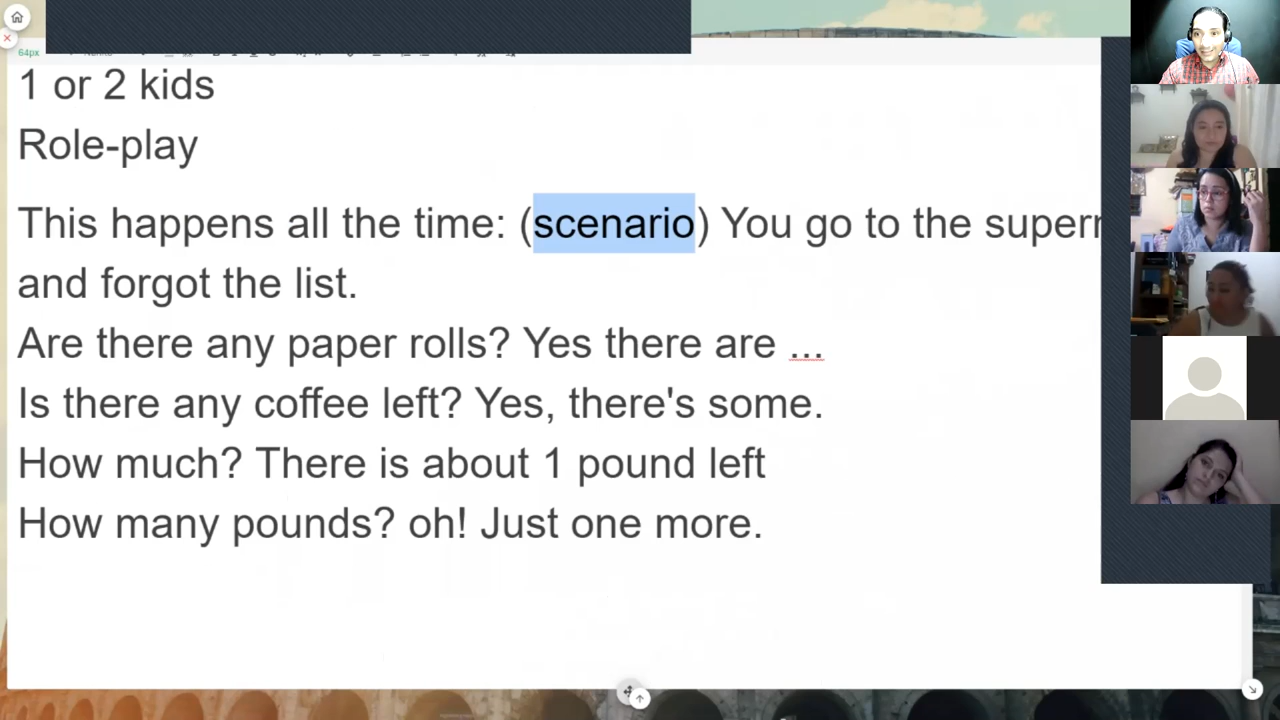 64px
1 or 2 kids
Role-play
This happens all the time: (scenario) You go to the
and forgot the list.
Are there any paper rolls? Yes there are ...
Is there any coffee left? Yes, there's some.
How much? There is about 1 pound left
How many pounds? oh! Just one more.